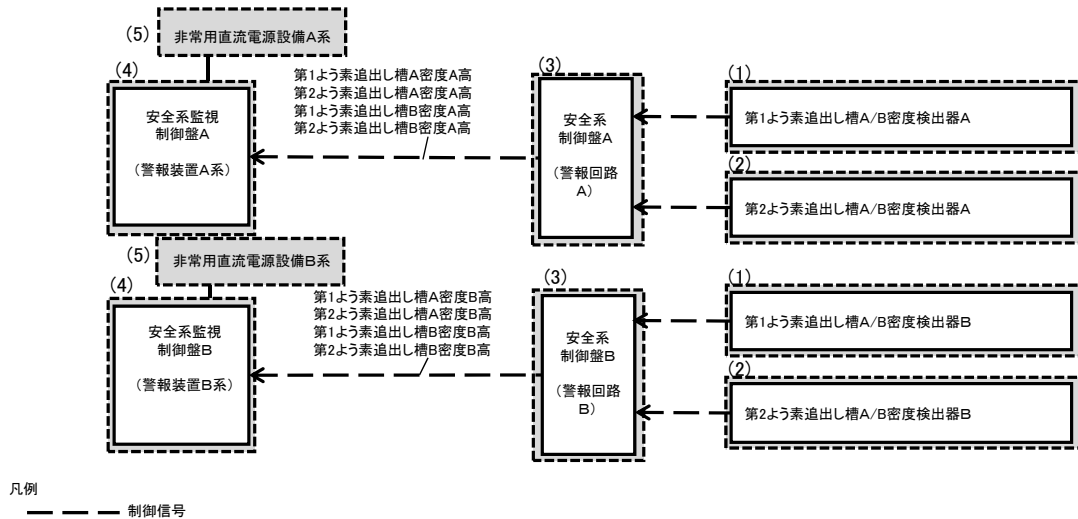 (5)
非常用直流電源設備A系
(4)
安全系監視
制御盤A
(警報装置A系)
第1よう素追出し槽A密度A高
第2よう素追出し槽A密度A高
第1よう素追出し槽B密度A高
第2よう素追出し槽B密度A高
(3)
安全系
制御盤A
(警報回路
A)
(1)
第1よう素追出し槽A/B密度検出器A
(2)
第2よう素追出し槽A/B密度検出器A
(5)
非常用直流電源設備B系
(4)
安全系監視
制御盤B
(警報装置B系)
第1よう素追出し槽A密度B高
第2よう素追出し槽A密度B高
第1よう素追出し槽B密度B高
第2よう素追出し槽B密度B高
(3)
安全系
制御盤B
(警報回路
B)
(1)
第1よう素追出し槽A/B密度検出器B
(2)
第2よう素追出し槽A/B密度検出器B
凡例
制御信号